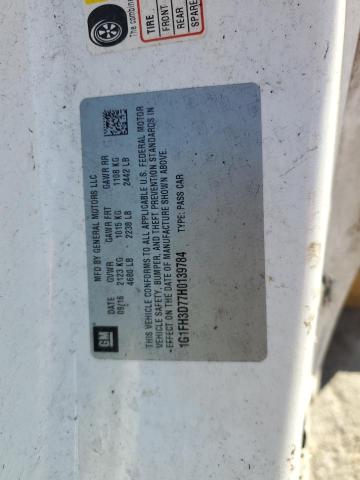 The combine
TIRE
FRONT
REAR
SPARE
GM
MFD BY GENERAL MOTORS LLC
DATE GVWR GAWR FRT GAWR RR
09/16 2123 KG 1015 KG 1108 KG
4680 LB 2238 LB 2442 LB
THIS VEHICLE CONFORMS TO ALL APPLICABLE U.S. FEDERAL MOTOR
VEHICLE SAFETY, BUMPER, AND THEFT PREVENTION STANDARDS IN
EFFECT ON THE DATE OF MANUFACTURE SHOWN ABOVE.
1G1FH3D77H0139784 TYPE: PASS CAR